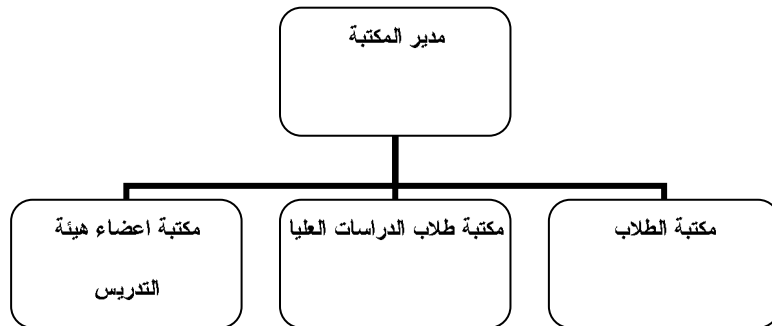 مدير المكتبة
مكتبة الطلاب
مكتبة طلاب الدراسات العليا
مكتبة اعضاء هيئة
التدريس